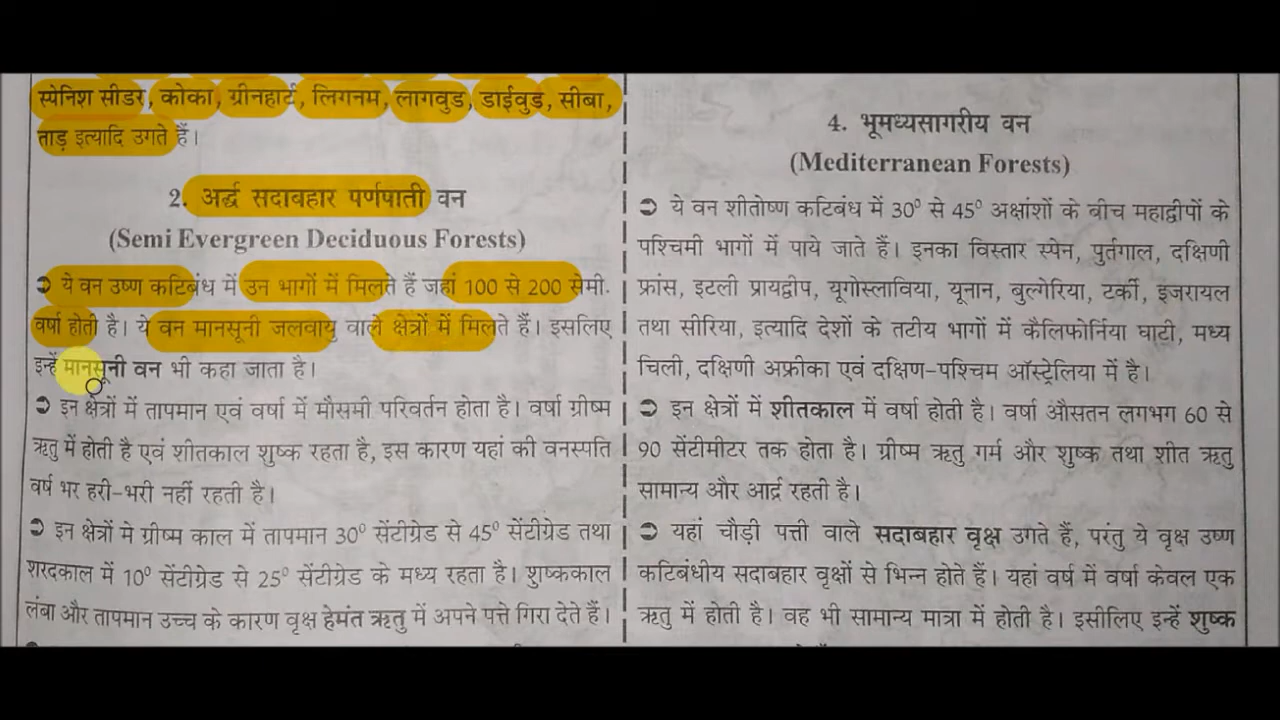 स्पेनिश सीडर, कोका, ग्रीनहार्ट, लिगनम, लागवुड, डाईवुड, सीबा,
ताड़ इत्यादि उगते हैं।
2. अर्द्ध सदाबहार पर्णपाती वन
(Semi Evergreen Deciduous Forests)
➲ ये वन उष्ण कटिबंध में उन भागों में मिलते हैं जहां 100 से 200 सेमी.
वर्षा होती है। ये वन मानसूनी जलवायु वाले क्षेत्रों में मिलते हैं। इसलिए
इन्हें मानसूनी वन भी कहा जाता है।
➲ इन क्षेत्रों में तापमान एवं वर्षा में मौसमी परिवर्तन होता है। वर्षा ग्रीष्म
ऋतु में होती है एवं शीतकाल शुष्क रहता है, इस कारण यहां की वनस्पति
वर्ष भर हरी-भरी नहीं रहती है।
➲ इन क्षेत्रों मे ग्रीष्म काल में तापमान 30⁰ सेंटीग्रेड से 45⁰ सेंटीग्रेड तथा
शरदकाल में 10⁰ सेंटीग्रेड से 25⁰ सेंटीग्रेड के मध्य रहता है। शुष्ककाल
लंबा और तापमान उच्च के कारण वृक्ष हेमंत ऋतु में अपने पत्ते गिरा देते हैं।
4. भूमध्यसागरीय वन
(Mediterranean Forests)
➲ ये वन शीतोष्ण कटिबंध में 30⁰ से 45⁰ अक्षांशों के बीच महाद्वीपों के
पश्चिमी भागों में पाये जाते हैं। इनका विस्तार स्पेन, पुर्तगाल, दक्षिणी
फ्रांस, इटली प्रायद्वीप, यूगोस्लाविया, यूनान, बुल्गेरिया, टर्की, इजरायल
तथा सीरिया, इत्यादि देशों के तटीय भागों में कैलिफोर्निया घाटी, मध्य
चिली, दक्षिणी अफ्रीका एवं दक्षिण-पश्चिम ऑस्ट्रेलिया में है।
➲ इन क्षेत्रों में शीतकाल में वर्षा होती है। वर्षा औसतन लगभग 60 से
90 सेंटीमीटर तक होता है। ग्रीष्म ऋतु गर्म और शुष्क तथा शीत ऋतु
सामान्य और आर्द्र रहती है।
➲ यहां चौड़ी पत्ती वाले सदाबहार वृक्ष उगते हैं, परंतु ये वृक्ष उष्ण
कटिबंधीय सदाबहार वृक्षों से भिन्न होते हैं। यहां वर्ष में वर्षा केवल एक
ऋतु में होती है। वह भी सामान्य मात्रा में होती है। इसीलिए इन्हें शुष्क